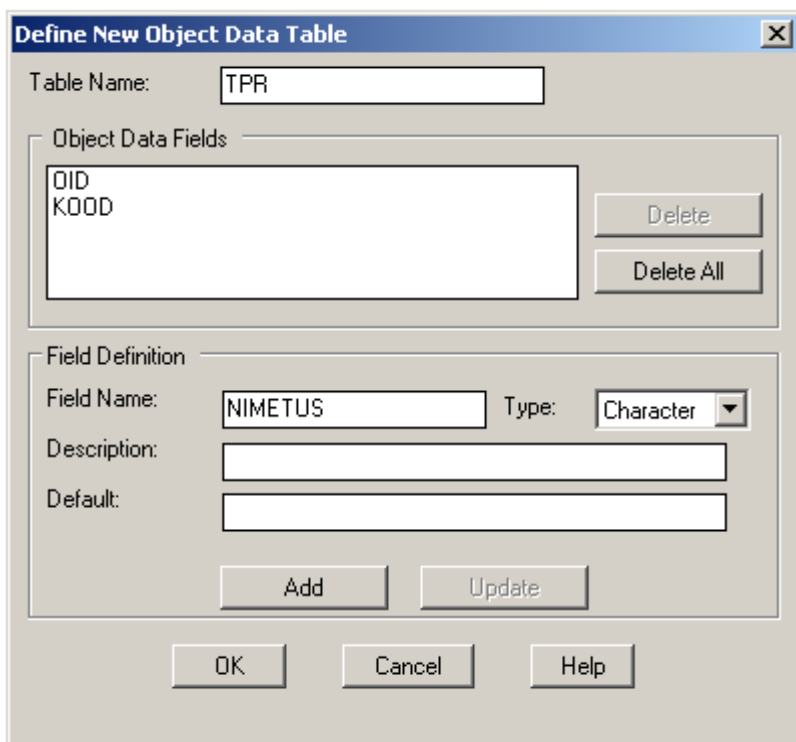 Define New Object Data Table
Table Name: TPR
Object Data Fields
OID
KOOD
Delete
Delete All
Field Definition
Field Name: NIMETUS Type: Character
Description:
Default:
Add Update
OK Cancel Help